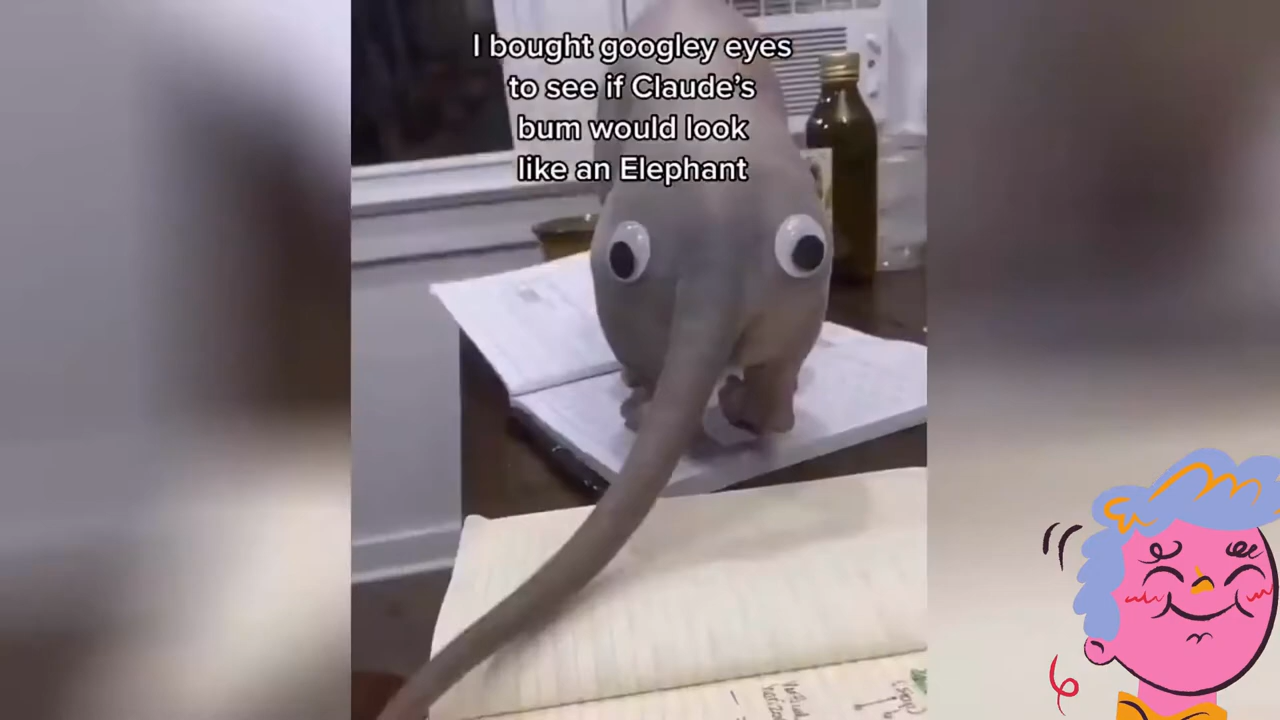 I bought googley eyes
to see if Claude's
bum would look
like an Elephant